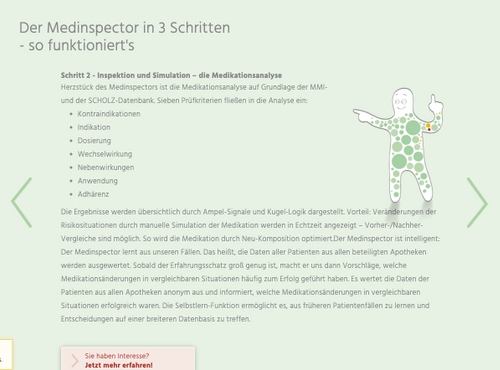 Der Medinspector in 3 Schritten
- so funktioniert's
Schritt 2 - Inspektion und Simulation – die Medikationsanalyse
Herzstück des Medinspectors ist die Medikationsanalyse auf Grundlage der MMI-
und der SCHOLZ-Datenbank. Sieben Prüfkriterien fließen in die Analyse ein:
• Kontraindikationen
• Indikation
• Dosierung
• Wechselwirkung
• Nebenwirkungen
• Anwendung
• Adhärenz
Die Ergebnisse werden übersichtlich durch Ampel-Signale und Kugel-Logik dargestellt. Vorteil: Veränderungen der
Risikosituationen durch manuelle Simulation der Medikation werden in Echtzeit angezeigt – Vorher-/Nachher-
Vergleiche sind möglich. So wird die Medikation durch Neu-Komposition optimiert.Der Medinspector ist intelligent:
Der Medinspector lernt aus unseren Fällen. Das heißt, die Daten aller Patienten aus allen beteiligten Apotheken
werden ausgewertet. Sobald der Erfahrungsschatz groß genug ist, macht er uns dann Vorschläge, welche
Medikationsänderungen in vergleichbaren Situationen häufig zum Erfolg geführt haben. Es wertet die Daten der
Patienten aus allen Apotheken anonym aus und informiert, welche Medikationsänderungen in vergleichbaren
Situationen erfolgreich waren. Die Selbstlern-Funktion ermöglicht es, aus früheren Patientenfällen zu lernen und
Entscheidungen auf einer breiteren Datenbasis zu treffen.
Sie haben Interesse?
Jetzt mehr erfahren!